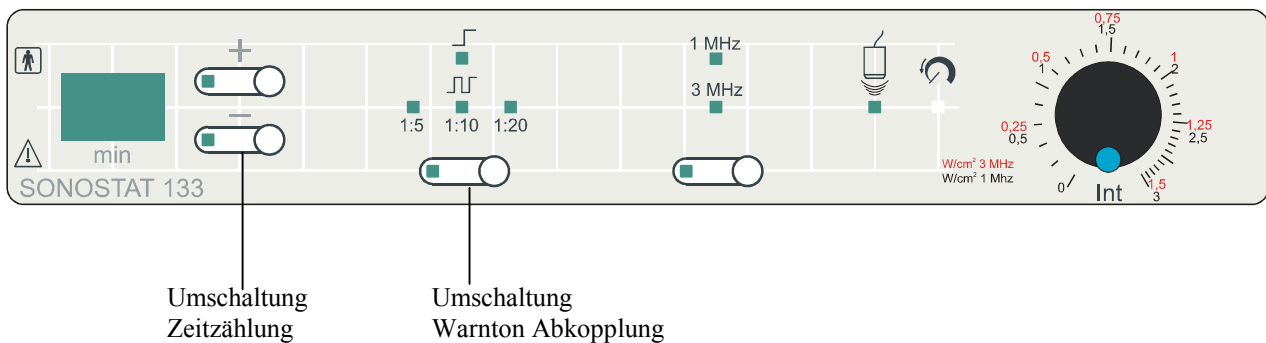 +
−
min
SONOSTAT 133
1:5 1:10 1:20
1 MHz
3 MHz
W/cm² 3 MHz
W/cm² 1 Mhz
0,75
1,5
0,5
1
1
2
0,25
0,5
1,25
2,5
0
1,5
3
Int
Umschaltung
Zeitzählung
Umschaltung
Warnton Abkopplung